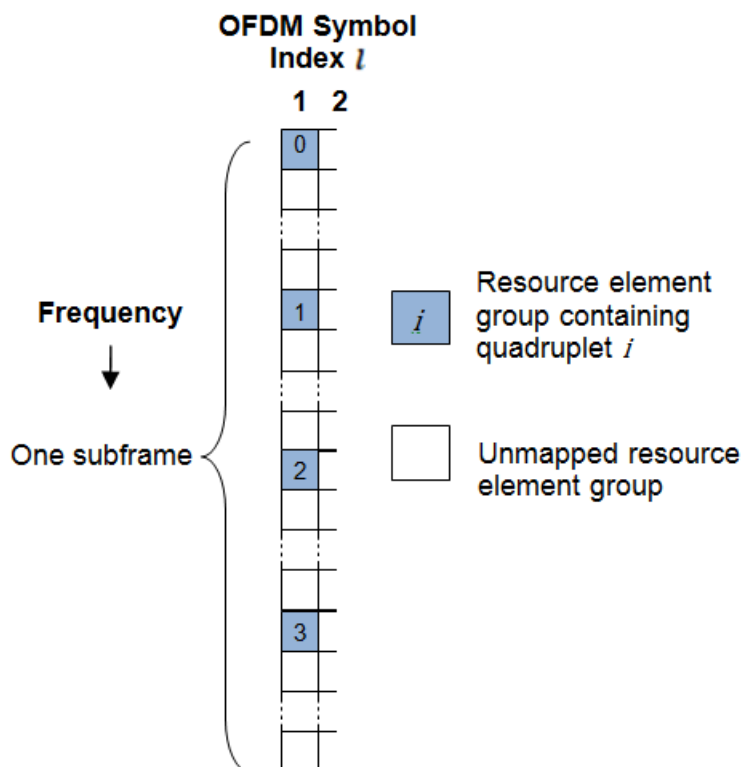 OFDM Symbol
Index l
1 2
0
1
Frequency
i
Resource element
group containing
quadruplet i
One subframe
2
Unmapped resource
element group
3